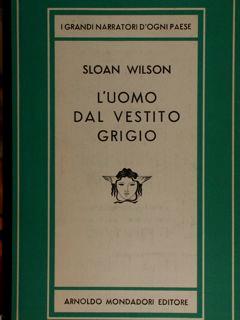 I GRANDI NARRATORI D'OGNI PAESE
SLOAN WILSON
L'UOMO
DAL VESTITO
GRIGIO
ARNOLDO MONDADORI EDITORE